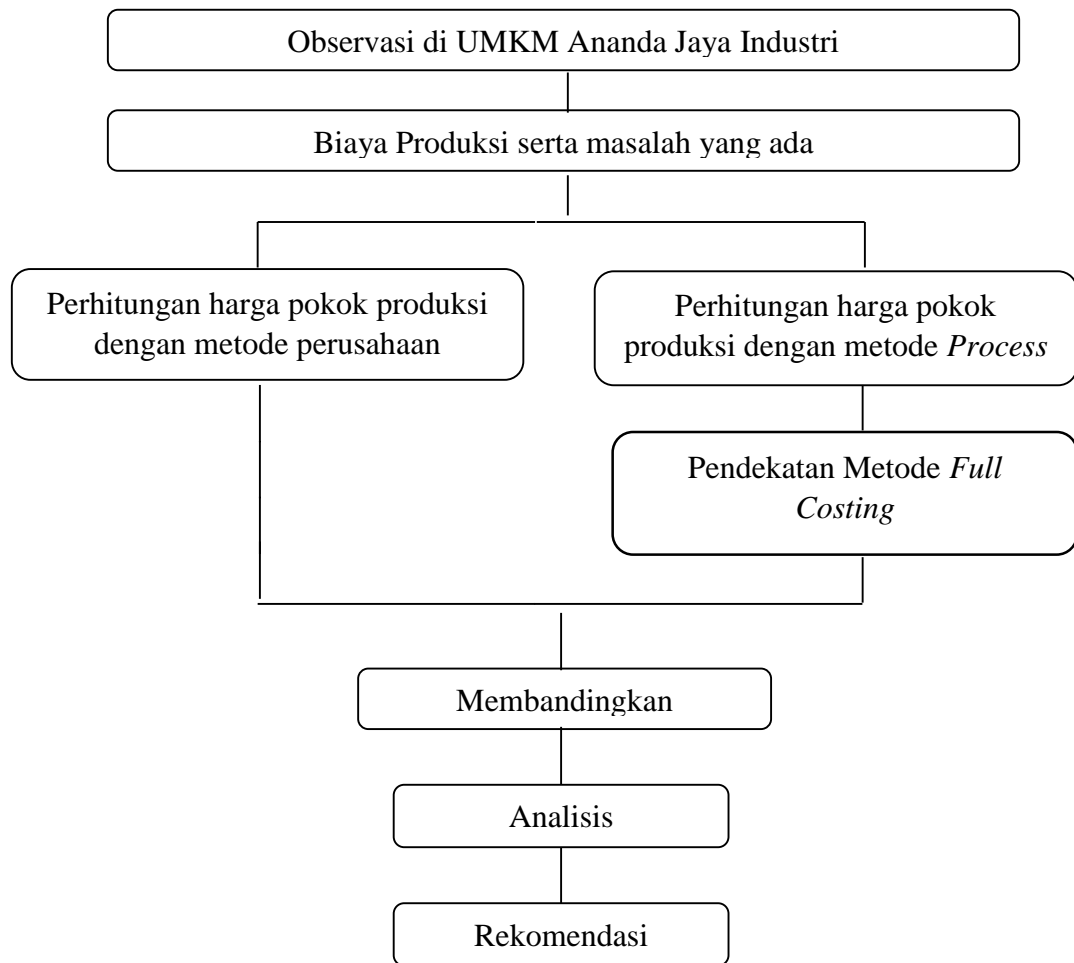 Observasi di UMKM Ananda Jaya Industri
Biaya Produksi serta masalah yang ada
Perhitungan harga pokok produksi
dengan metode perusahaan
Perhitungan harga pokok
produksi dengan metode Process
Pendekatan Metode Full
Costing
Membandingkan
Analisis
Rekomendasi